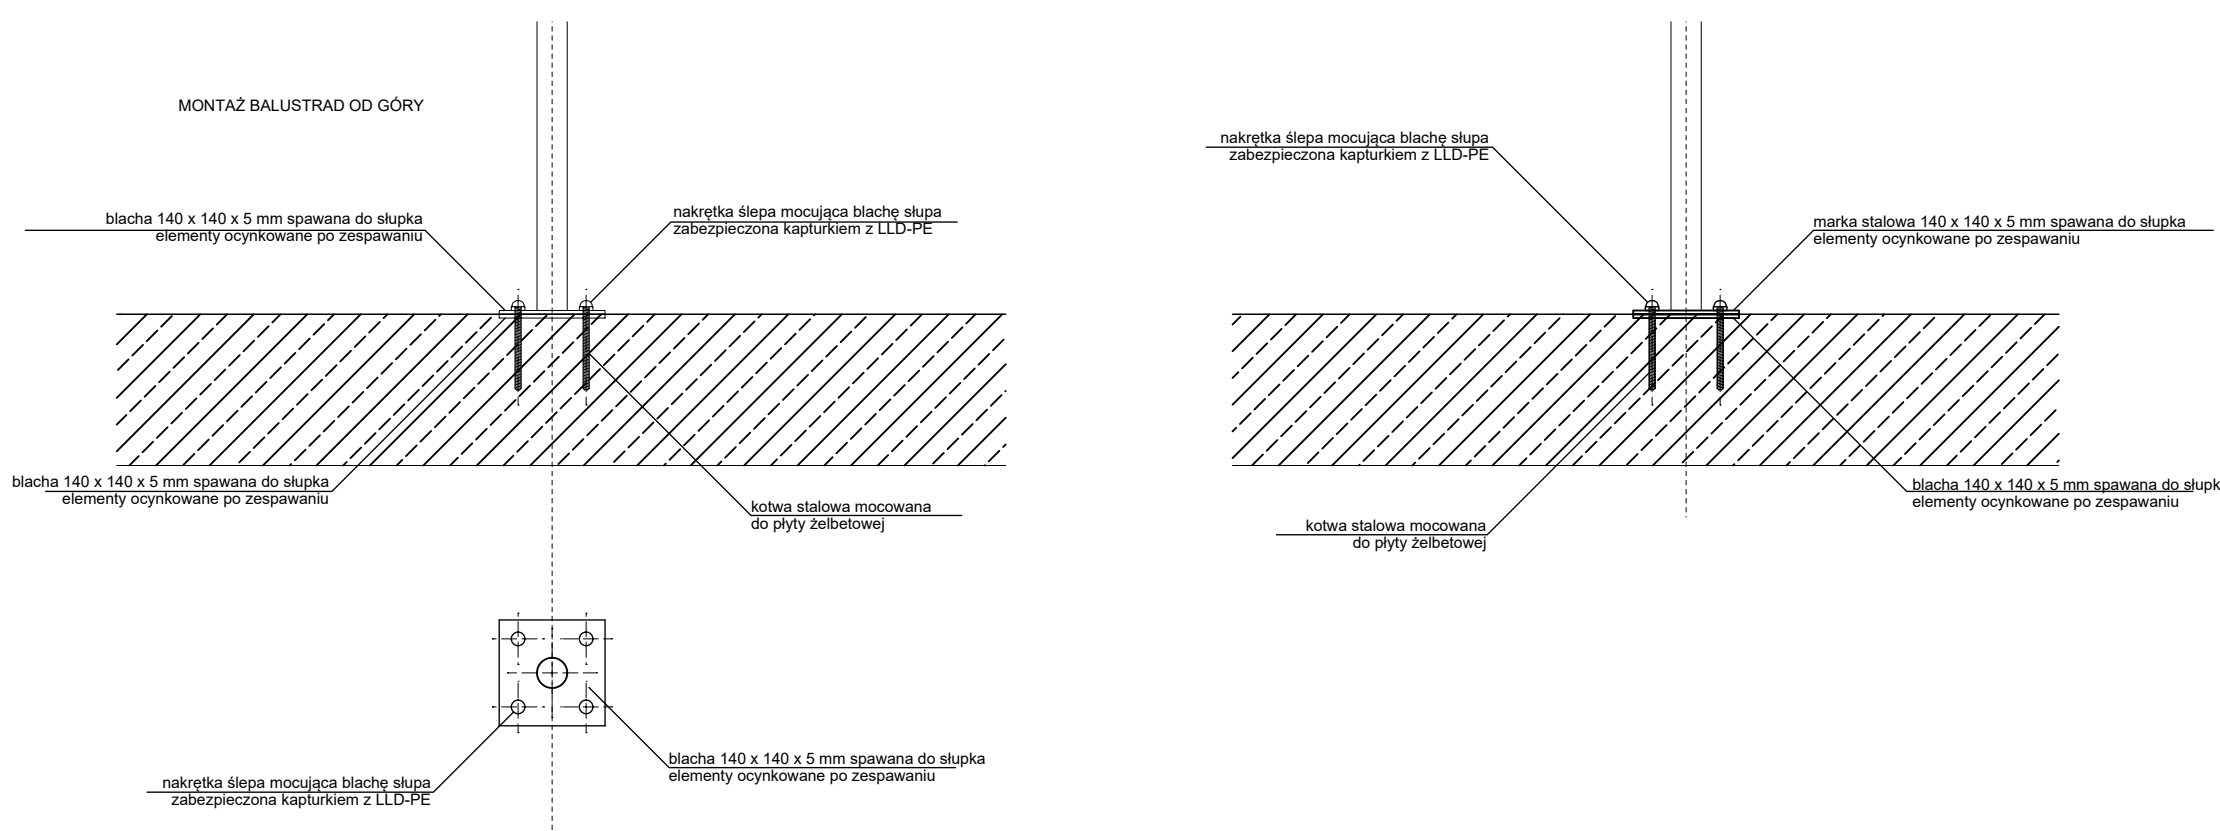 MONTAŻ BALUSTRAD OD GÓRY
blacha 140 x 140 x 5 mm spawana do słupka
elementy ocynkowane po zespawaniu
nakrętka ślepa mocująca blachę słupa
zabezpieczona kapturkiem z LLD-PE
blacha 140 x 140 x 5 mm spawana do słupka
elementy ocynkowane po zespawaniu
kotwa stalowa mocowana
do płyty żelbetowej
nakrętka ślepa mocująca blachę słupa
zabezpieczona kapturkiem z LLD-PE
blacha 140 x 140 x 5 mm spawana do słupka
elementy ocynkowane po zespawaniu
nakrętka ślepa mocująca blachę słupa
zabezpieczona kapturkiem z LLD-PE
marka stalowa 140 x 140 x 5 mm spawana do słupka
elementy ocynkowane po zespawaniu
kotwa stalowa mocowana
do płyty żelbetowej
blacha 140 x 140 x 5 mm spawana do słupk
elementy ocynkowane po zespawaniu